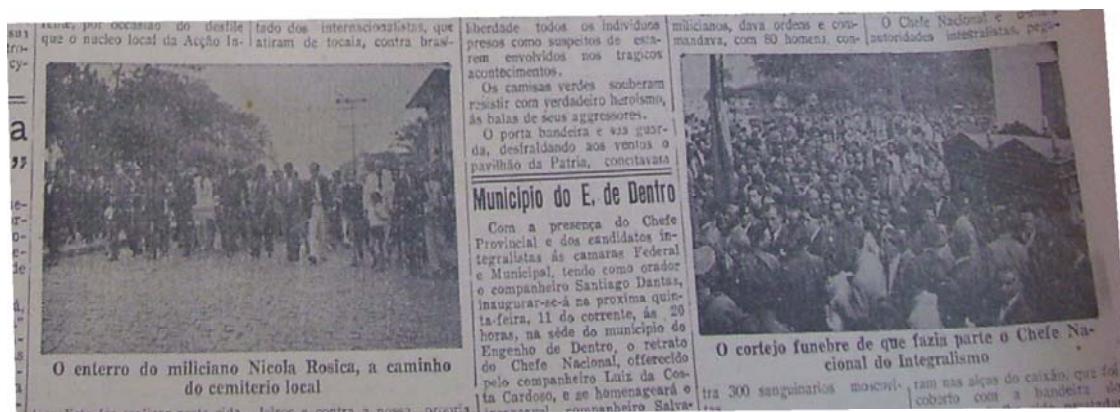 por occasião do desfile
que o nucleo local da Acção In-
O enterro do miliciano Nicola Rosica, a caminho
do cemiterio local
tado dos internacionalistas, que
atiram de tocaia, contra brasi-
liberdade todos os individuos
presos como suspeitos de esta-
rem envolvidos nos tragicos
acontecimentos.
Os camisas verdes souberam
resistir com verdadeiro heroismo,
ás balas de seus aggressores.
O porta bandeira e sua guar-
da, desfraldando aos ventos o
pavilhão da Patria, concitavam
Municipio do E. de Dentro
Com a presença do Chefe
Provincial e dos candidatos in-
tegralistas ás camaras Federal
e Municipal, tendo como orador
o companheiro Santiago Dantas,
inaugurar-se-á na proxima quin-
ta-feira, 11 do corrente, ás 20
horas, na séde do municipio do
Engenho de Dentro, o retrato
do Chefe Nacional, offerecido
pelo companheiro Luiz da Cos-
ta Cardoso, e se homenageará o
companheiro Salva-
milicianos, dava ordens e com-
mandava, com 80 homens, con-
tra 300 sanguinarios moscovi-
tas
O Chefe Nacional e
autoridades integralistas, pega-
O cortejo funebre de que fazia parte o Chefe Na-
cional do Integralismo
ram nas alças do caixão, que foi
coberto com a bandeira